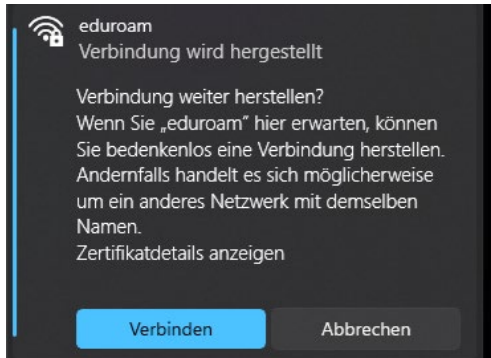 eduroam
Verbindung wird hergestellt
Verbindung weiter herstellen?
Wenn Sie „eduroam“ hier erwarten, können
Sie bedenkenlos eine Verbindung herstellen.
Andernfalls handelt es sich möglicherweise
um ein anderes Netzwerk mit demselben
Namen.
Zertifikatdetails anzeigen
Verbinden
Abbrechen